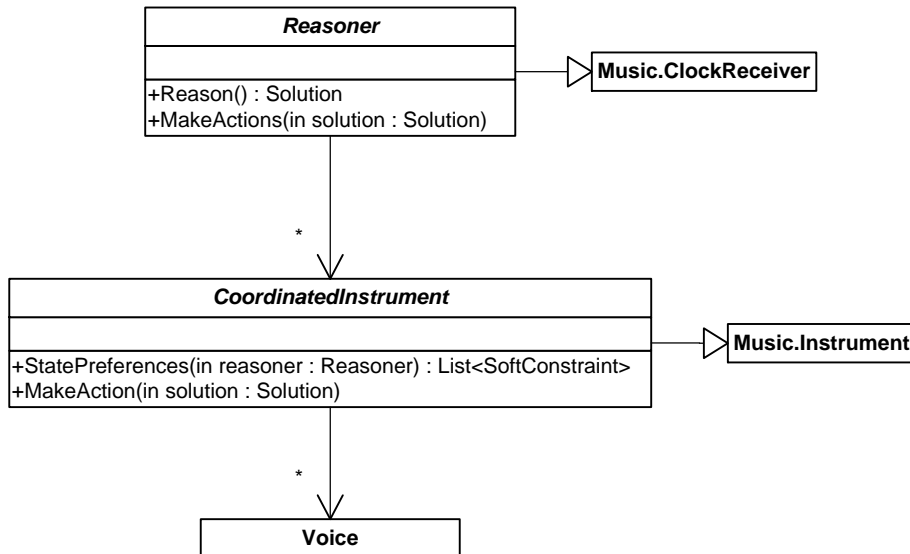 Reasoner
Music.ClockReceiver
+Reason() : Solution
+MakeActions(in solution : Solution)
*
CoordinatedInstrument
Music.Instrument
+StatePreferences(in reasoner : Reasoner) : List<SoftConstraint>
+MakeAction(in solution : Solution)
*
Voice